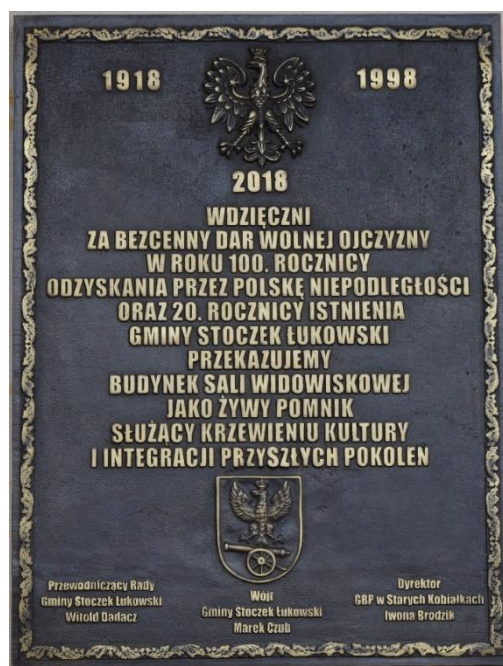 1918 1998
2018
WDZIĘCZNI
ZA BEZCENNY DAR WOLNEJ OJCZYZNY
W ROKU 100. ROCZNICY
ODZYSKANIA PRZEZ POLSKĘ NIEPODLEGŁOŚCI
ORAZ 20. ROCZNICY ISTNIENIA
GMINY STOCZEK ŁUKOWSKI
PRZEKAZUJEMY
BUDYNEK SALI WIDOWISKOWEJ
JAKO ŻYWY POMNIK
SŁUŻĄCY KRZEWIENIU KULTURY
I INTEGRACJI PRZYSZŁYCH POKOLEŃ
Przewodniczący Rady
Gminy Stoczek Łukowski
Witold Dadacz
Wójt
Gminy Stoczek Łukowski
Marek Czub
Dyrektor
GBP w Starych Kobiałkach
Iwona Brodzik